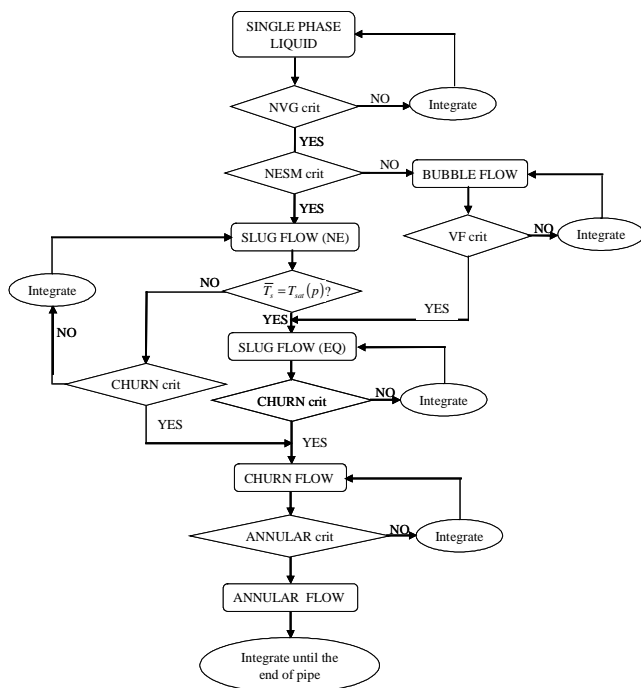 SINGLE PHASE
LIQUID
NVG crit
NO
Integrate
YES
NESM crit
NO
BUBBLE FLOW
YES
SLUG FLOW (NE)
VF crit
NO
Integrate
Integrate
NO
T̅s = Tsat(p)?
YES
YES
NO
SLUG FLOW (EQ)
CHURN crit
CHURN crit
NO
Integrate
YES
YES
CHURN FLOW
ANNULAR crit
NO
Integrate
ANNULAR FLOW
Integrate until the
end of pipe